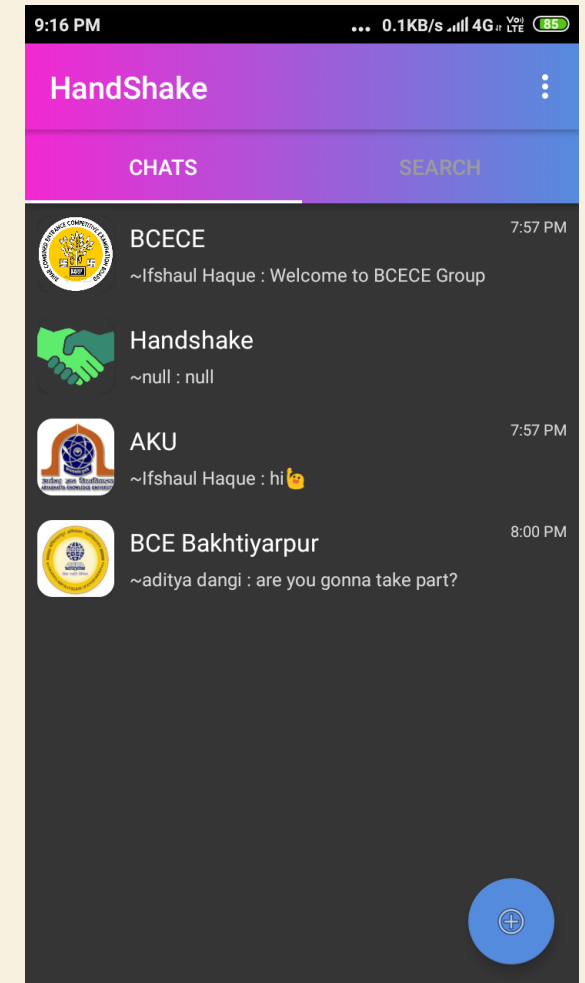 9:16 PM ... 0.1KB/s 4G Vo) LTE 85
HandShake
CHATS SEARCH
BCECE 7:57 PM
~Ifshaul Haque : Welcome to BCECE Group
Handshake
~null : null
AKU 7:57 PM
~Ifshaul Haque : hi🙋
BCE Bakhtiyarpur 8:00 PM
~aditya dangi : are you gonna take part?